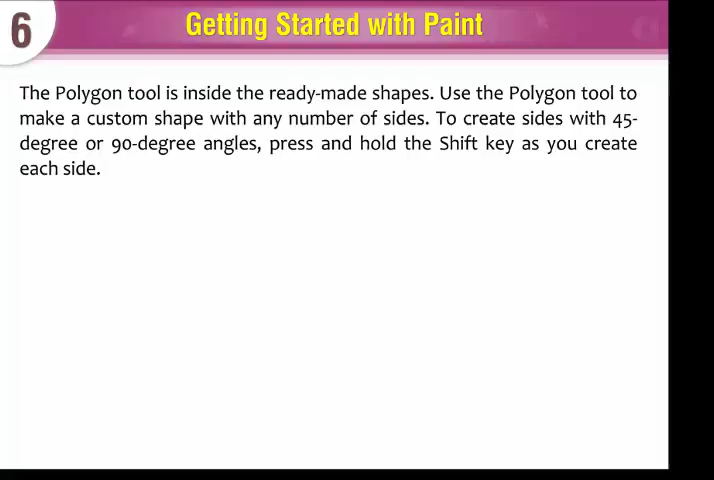 6
Getting Started with Paint
The Polygon tool is inside the ready-made shapes. Use the Polygon tool to
make a custom shape with any number of sides. To create sides with 45-
degree or 90-degree angles, press and hold the Shift key as you create
each side.